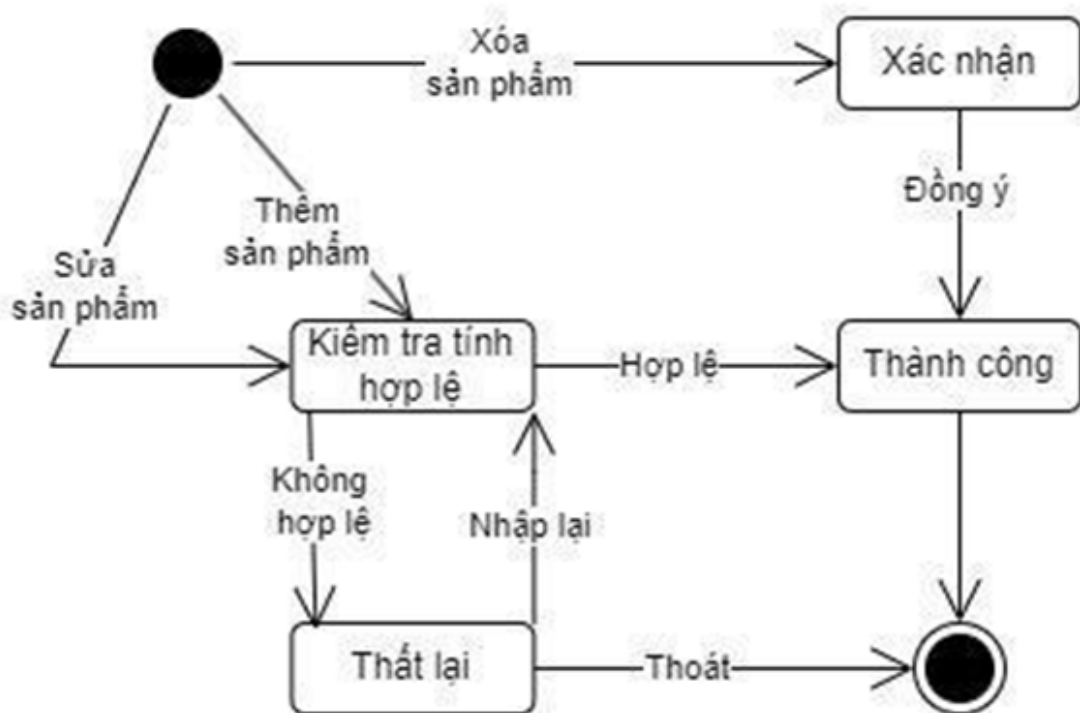 Xóa
sản phẩm
Xác nhận
Đồng ý
Thêm
sản phẩm
Sửa
sản phẩm
Kiểm tra tính
hợp lệ
Hợp lệ
Thành công
Không
hợp lệ
Nhập lại
Thất lại
Thoát